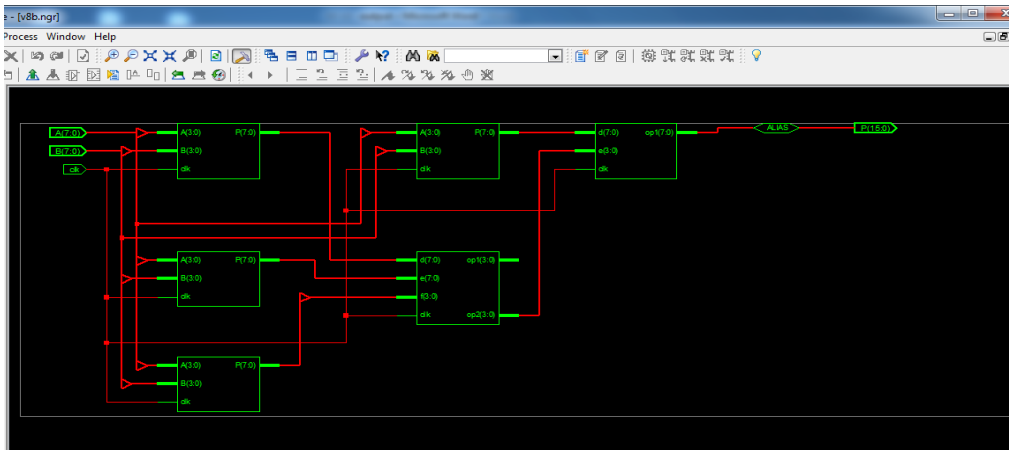 e - [v8b.ngr]
Process Window Help
A(7:0)
B(7:0)
clk
A(3:0) P(7:0)
B(3:0)
clk
A(3:0) P(7:0)
B(3:0)
clk
d(7:0) op1(7:0)
e(3:0)
clk
ALIAS
P(15:0)
A(3:0) P(7:0)
B(3:0)
clk
d(7:0) op1(3:0)
e(7:0)
f(3:0)
clk op2(3:0)
A(3:0) P(7:0)
B(3:0)
clk